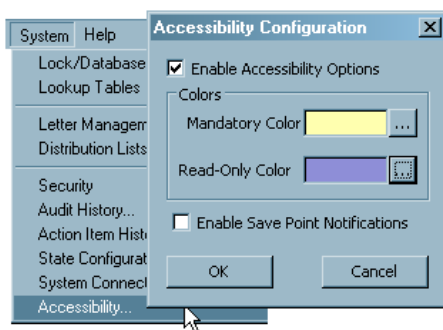 System Help
Lock/Database
Lookup Tables
Letter Managem
Distribution Lists
Security
Audit History...
Action Item Hist
State Configurat
System Connect
Accessibility...
Accessibility Configuration
Enable Accessibility Options
Colors
Mandatory Color ...
Read-Only Color ...
Enable Save Point Notifications
OK Cancel